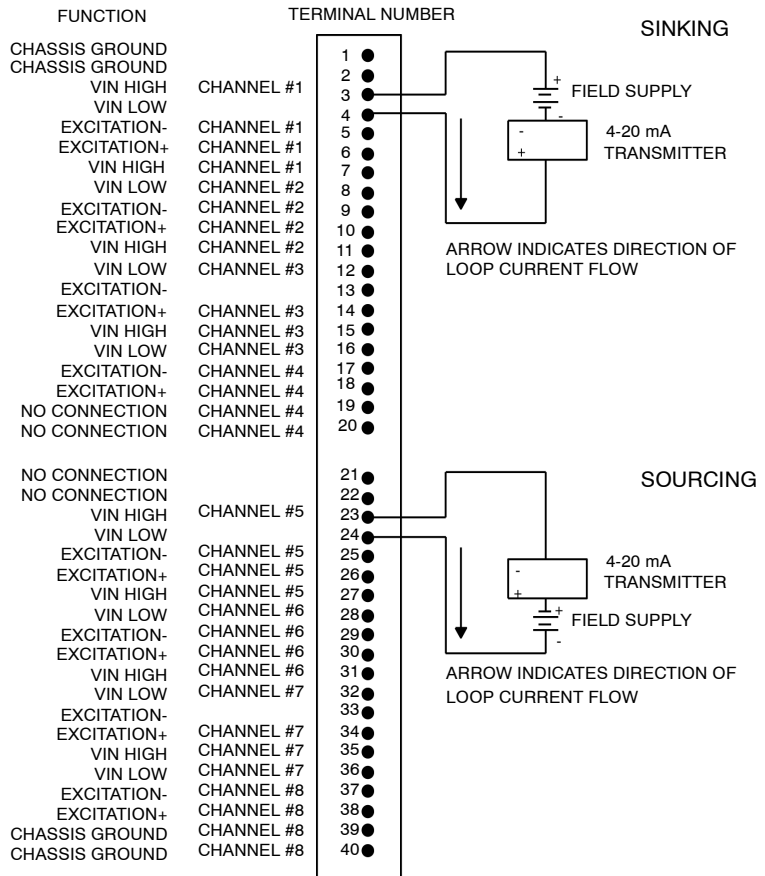 FUNCTION TERMINAL NUMBER
SINKING
CHASSIS GROUND 1
CHASSIS GROUND 2
VIN HIGH CHANNEL #1 3
VIN LOW 4
EXCITATION- CHANNEL #1 5
EXCITATION+ CHANNEL #1 6
VIN HIGH CHANNEL #1 7
VIN LOW CHANNEL #2 8
EXCITATION- CHANNEL #2 9
EXCITATION+ CHANNEL #2 10
VIN HIGH CHANNEL #2 11
VIN LOW CHANNEL #3 12
EXCITATION- 13
EXCITATION+ CHANNEL #3 14
VIN HIGH CHANNEL #3 15
VIN LOW CHANNEL #3 16
EXCITATION- CHANNEL #4 17
EXCITATION+ CHANNEL #4 18
NO CONNECTION CHANNEL #4 19
NO CONNECTION CHANNEL #4 20
+
FIELD SUPPLY
-
-
+
4-20 mA
TRANSMITTER
ARROW INDICATES DIRECTION OF
LOOP CURRENT FLOW
NO CONNECTION 21
NO CONNECTION 22
VIN HIGH CHANNEL #5 23
VIN LOW 24
EXCITATION- CHANNEL #5 25
EXCITATION+ CHANNEL #5 26
VIN HIGH CHANNEL #5 27
VIN LOW CHANNEL #6 28
EXCITATION- CHANNEL #6 29
EXCITATION+ CHANNEL #6 30
VIN HIGH CHANNEL #6 31
VIN LOW CHANNEL #7 32
EXCITATION- 33
EXCITATION+ CHANNEL #7 34
VIN HIGH CHANNEL #7 35
VIN LOW CHANNEL #7 36
EXCITATION- CHANNEL #8 37
EXCITATION+ CHANNEL #8 38
CHASSIS GROUND CHANNEL #8 39
CHASSIS GROUND CHANNEL #8 40
SOURCING
-
+
4-20 mA
TRANSMITTER
+
FIELD SUPPLY
-
ARROW INDICATES DIRECTION OF
LOOP CURRENT FLOW